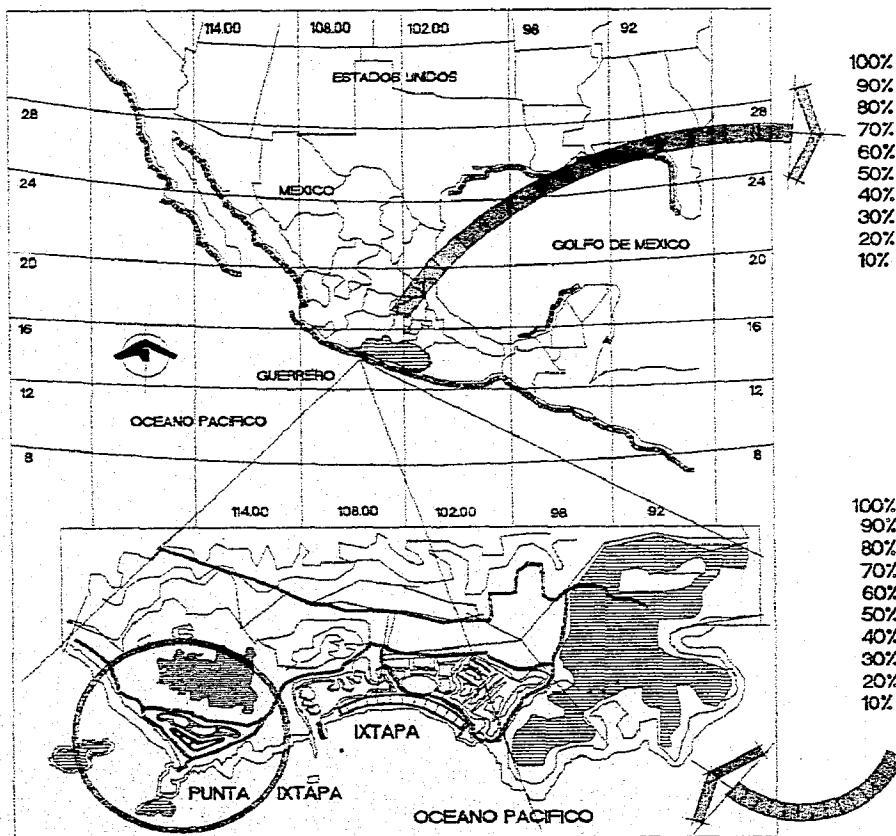 114.00 108.00 102.00 98 92
ESTADOS UNIDOS
100%
90%
80%
70%
60%
50%
40%
30%
20%
10%
28 28
MEXICO
24 24
GOLFO DE MEXICO
20 20
16 16
GUERRERO
12 12
OCEANO PACIFICO
8 8
114.00 108.00 102.00 98 92
100%
90%
80%
70%
60%
50%
40%
30%
20%
10%
IXTAPA
PUNTA IXTAPA
OCEANO PACIFICO